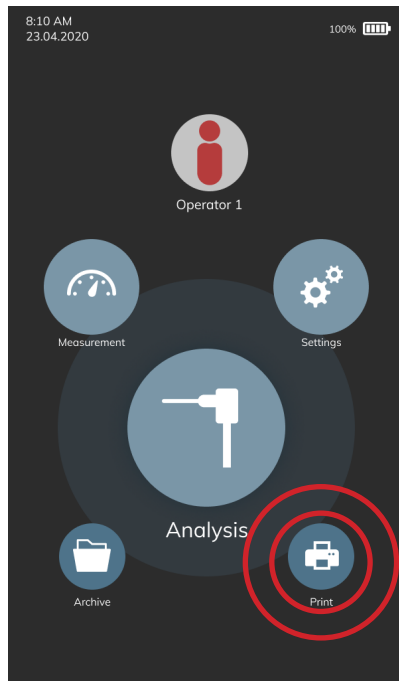 8:10 AM
100%
23.04.2020
Operator 1
Measurement
Settings
Analysis
Archive
Print